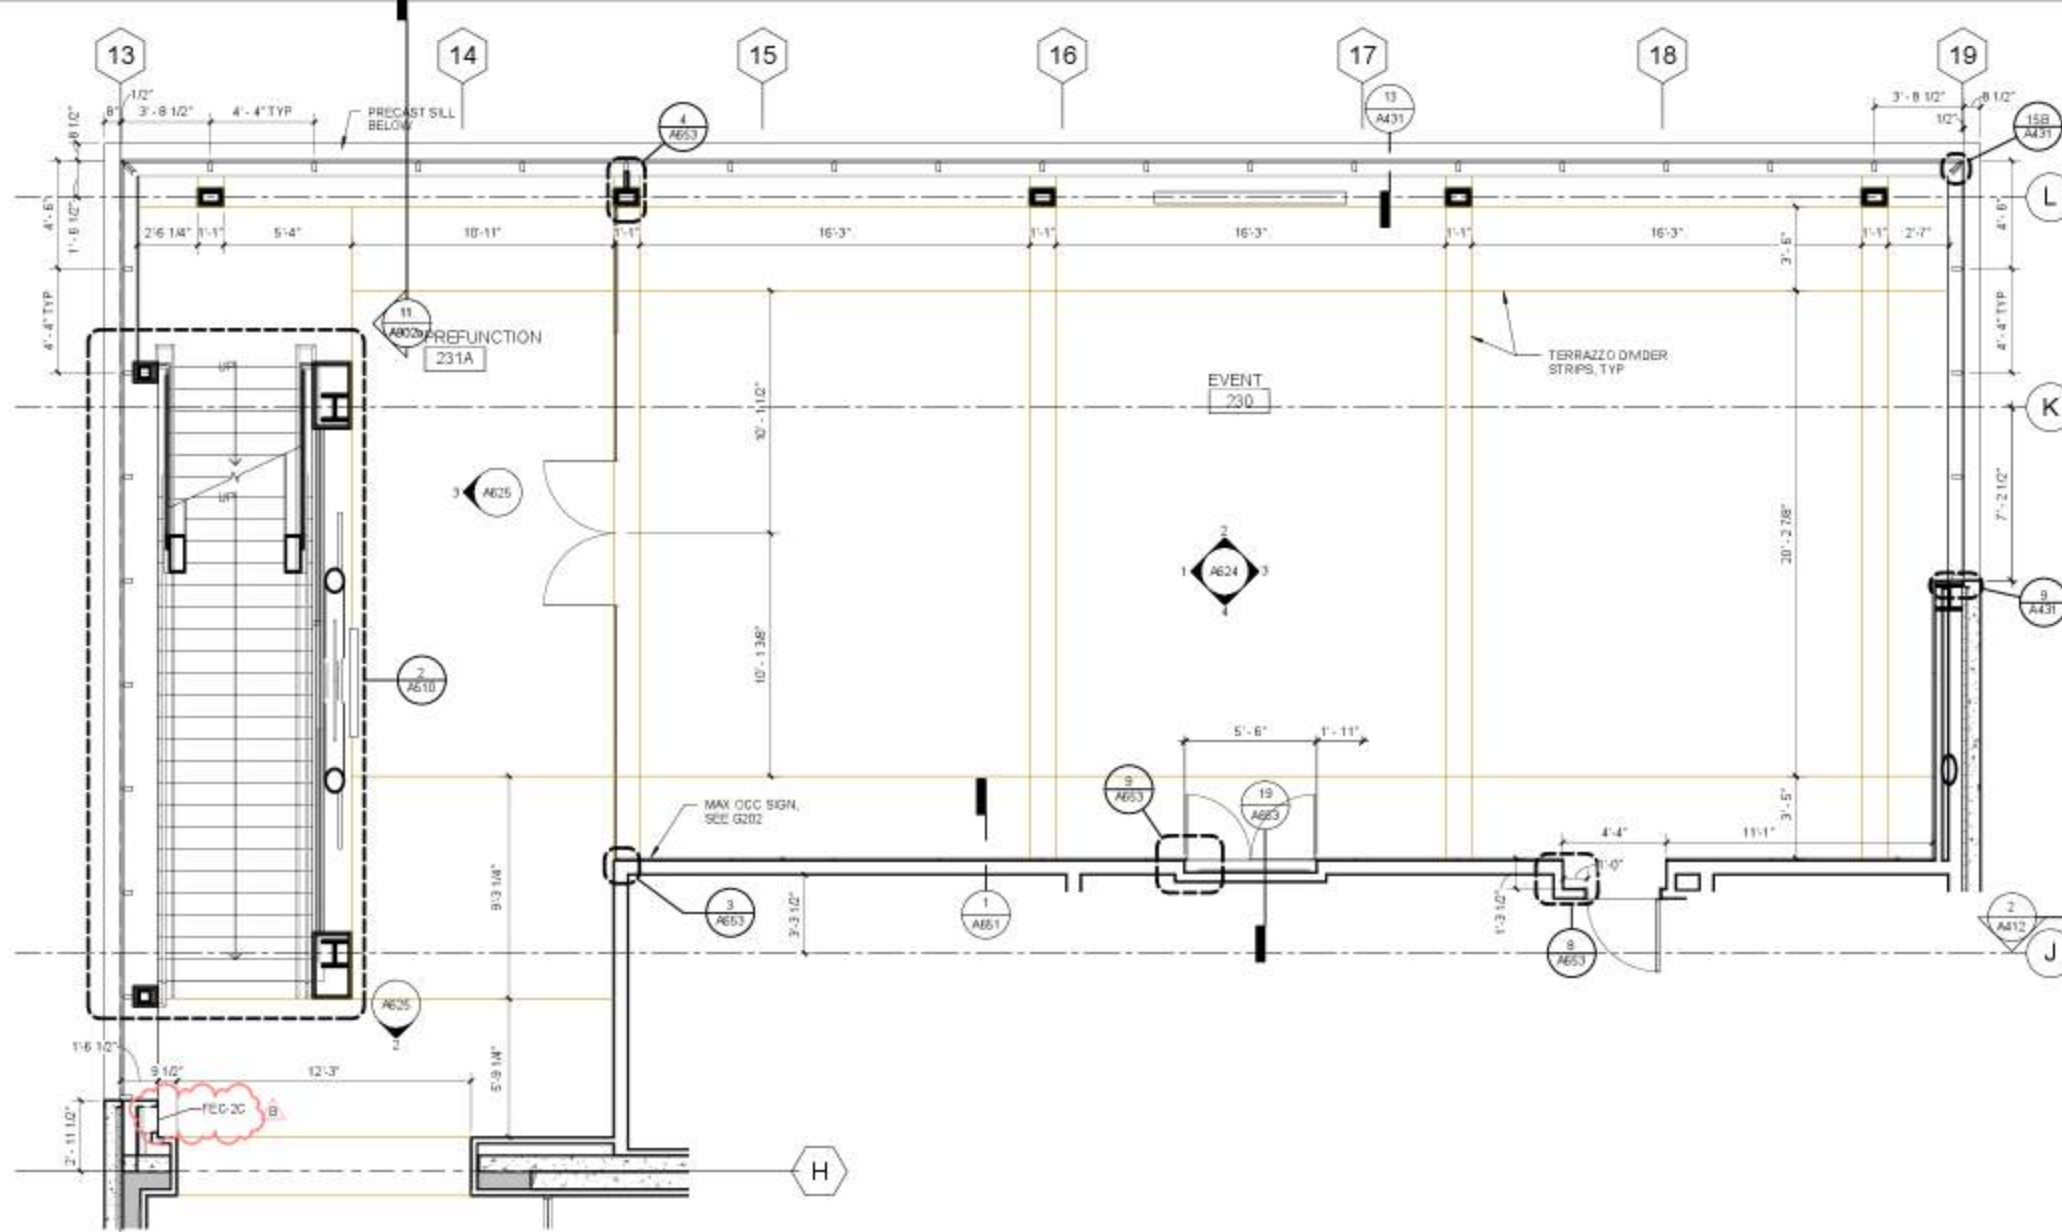 13
14
15
16
17
18
19
1/2"
8"
3'- 8 1/2"
4'- 4" TYP
PRECAST SILL
BELOW
4
A653
13
A431
3'- 8 1/2"
8 1/2"
1/2"
15B
A431
8 1/2"
4'- 6"
1'- 6 1/2"
4'- 4" TYP
L
2'6 1/4"
1'-1"
5'-4"
10'-11"
1'-1"
16'-3"
1'-1"
16'-3"
1'-1"
16'-3"
1'-1"
2'-7"
3'- 6"
4'- 6"
4'- 4" TYP
11
PREFUNCTION
231A
TERRAZZO DIVIDER
STRIPS, TYP
EVENT
230
K
UP
UP
10'- 1 1/2"
7'- 2 1/2"
3
A625
20'- 2 7/8"
2
1
A624
3
4
9
A431
10'- 1 3/8"
2
A610
5'- 6"
1'- 11"
9
A653
19
A653
MAX OCC SIGN,
SEE G202
3'- 5"
4'-4"
11'-1"
1'-0"
9'-3 1/4"
3
A653
3'-3 1/2"
1
A651
1'-3 1/2"
8
A653
2
A412
J
A625
2
1'6 1/2"
9 1/2"
12'-3"
5'-9 1/4"
FEC-2C
B
2'- 11 1/2"
H